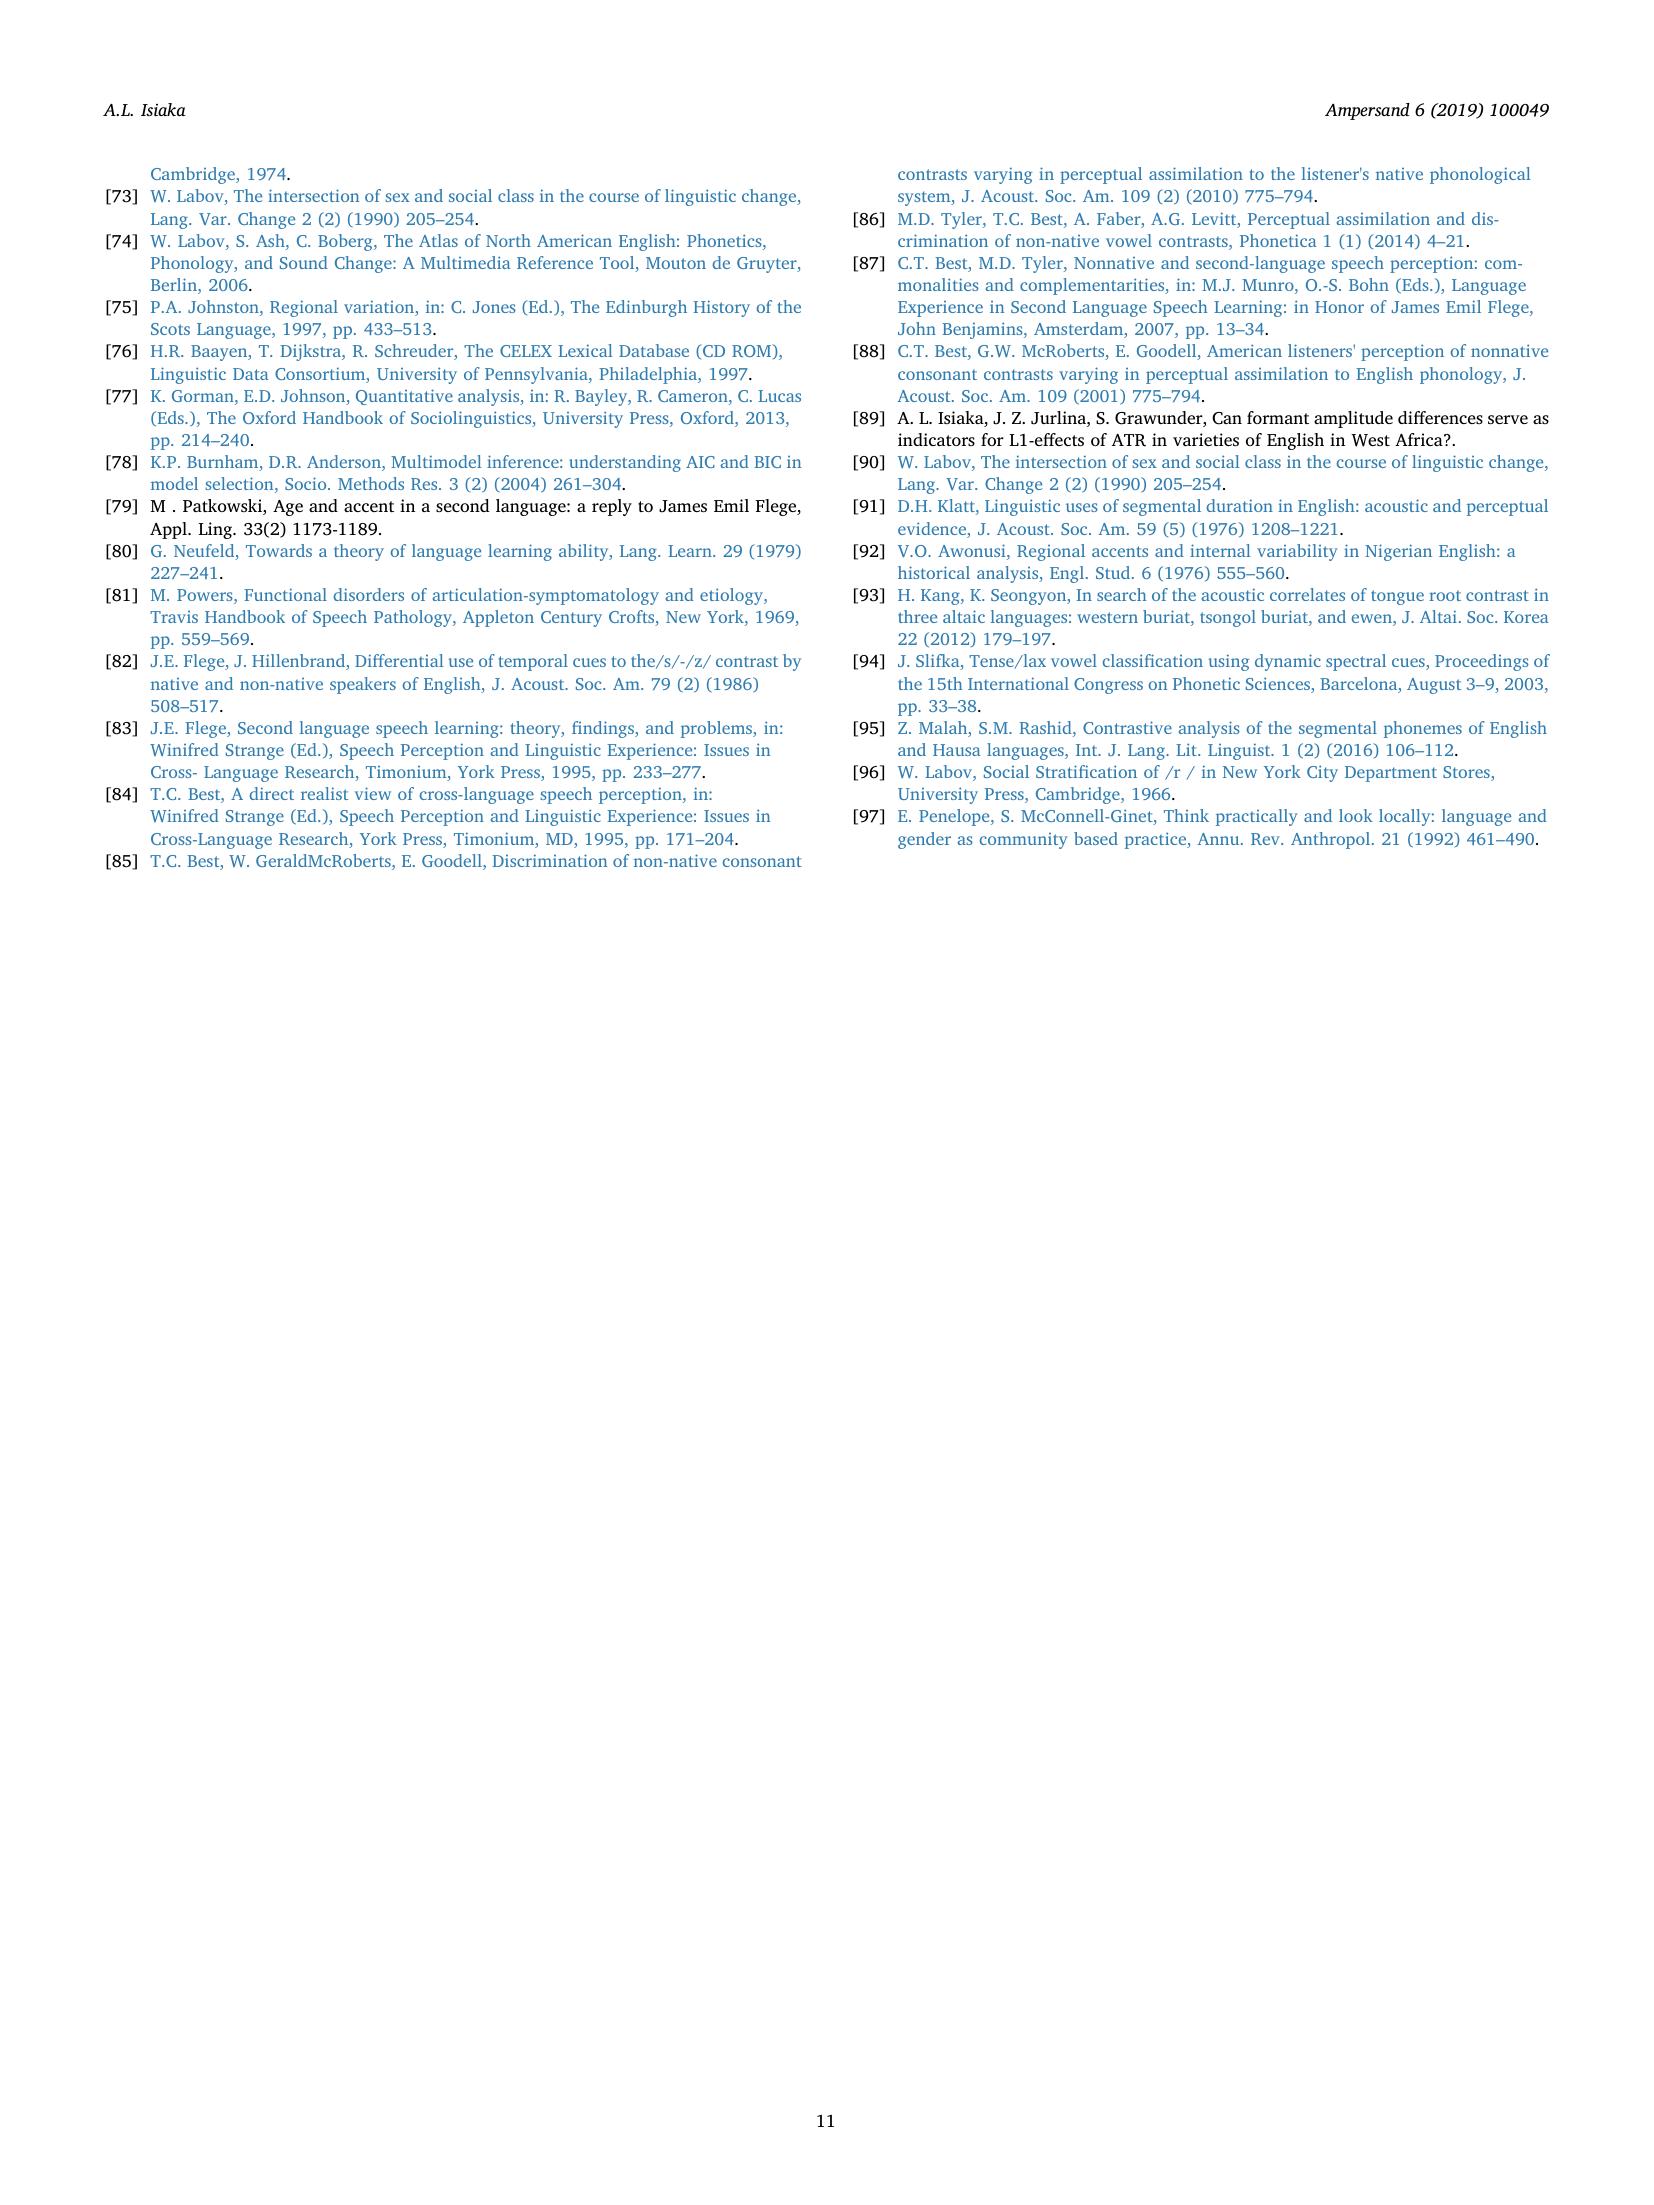 A.L. Isiaka
Ampersand 6 (2019) 100049
Cambridge, 1974.
[73] W. Labov, The intersection of sex and social class in the course of linguistic change,
Lang. Var. Change 2 (2) (1990) 205–254.
[74] W. Labov, S. Ash, C. Boberg, The Atlas of North American English: Phonetics,
Phonology, and Sound Change: A Multimedia Reference Tool, Mouton de Gruyter,
Berlin, 2006.
[75] P.A. Johnston, Regional variation, in: C. Jones (Ed.), The Edinburgh History of the
Scots Language, 1997, pp. 433–513.
[76] H.R. Baayen, T. Dijkstra, R. Schreuder, The CELEX Lexical Database (CD ROM),
Linguistic Data Consortium, University of Pennsylvania, Philadelphia, 1997.
[77] K. Gorman, E.D. Johnson, Quantitative analysis, in: R. Bayley, R. Cameron, C. Lucas
(Eds.), The Oxford Handbook of Sociolinguistics, University Press, Oxford, 2013,
pp. 214–240.
[78] K.P. Burnham, D.R. Anderson, Multimodel inference: understanding AIC and BIC in
model selection, Socio. Methods Res. 3 (2) (2004) 261–304.
[79] M . Patkowski, Age and accent in a second language: a reply to James Emil Flege,
Appl. Ling. 33(2) 1173-1189.
[80] G. Neufeld, Towards a theory of language learning ability, Lang. Learn. 29 (1979)
227–241.
[81] M. Powers, Functional disorders of articulation-symptomatology and etiology,
Travis Handbook of Speech Pathology, Appleton Century Crofts, New York, 1969,
pp. 559–569.
[82] J.E. Flege, J. Hillenbrand, Differential use of temporal cues to the/s/-/z/ contrast by
native and non-native speakers of English, J. Acoust. Soc. Am. 79 (2) (1986)
508–517.
[83] J.E. Flege, Second language speech learning: theory, findings, and problems, in:
Winifred Strange (Ed.), Speech Perception and Linguistic Experience: Issues in
Cross- Language Research, Timonium, York Press, 1995, pp. 233–277.
[84] T.C. Best, A direct realist view of cross-language speech perception, in:
Winifred Strange (Ed.), Speech Perception and Linguistic Experience: Issues in
Cross-Language Research, York Press, Timonium, MD, 1995, pp. 171–204.
[85] T.C. Best, W. GeraldMcRoberts, E. Goodell, Discrimination of non-native consonant
contrasts varying in perceptual assimilation to the listener's native phonological
system, J. Acoust. Soc. Am. 109 (2) (2010) 775–794.
[86] M.D. Tyler, T.C. Best, A. Faber, A.G. Levitt, Perceptual assimilation and dis-
crimination of non-native vowel contrasts, Phonetica 1 (1) (2014) 4–21.
[87] C.T. Best, M.D. Tyler, Nonnative and second-language speech perception: com-
monalities and complementarities, in: M.J. Munro, O.-S. Bohn (Eds.), Language
Experience in Second Language Speech Learning: in Honor of James Emil Flege,
John Benjamins, Amsterdam, 2007, pp. 13–34.
[88] C.T. Best, G.W. McRoberts, E. Goodell, American listeners' perception of nonnative
consonant contrasts varying in perceptual assimilation to English phonology, J.
Acoust. Soc. Am. 109 (2001) 775–794.
[89] A. L. Isiaka, J. Z. Jurlina, S. Grawunder, Can formant amplitude differences serve as
indicators for L1-effects of ATR in varieties of English in West Africa?.
[90] W. Labov, The intersection of sex and social class in the course of linguistic change,
Lang. Var. Change 2 (2) (1990) 205–254.
[91] D.H. Klatt, Linguistic uses of segmental duration in English: acoustic and perceptual
evidence, J. Acoust. Soc. Am. 59 (5) (1976) 1208–1221.
[92] V.O. Awonusi, Regional accents and internal variability in Nigerian English: a
historical analysis, Engl. Stud. 6 (1976) 555–560.
[93] H. Kang, K. Seongyon, In search of the acoustic correlates of tongue root contrast in
three altaic languages: western buriat, tsongol buriat, and ewen, J. Altai. Soc. Korea
22 (2012) 179–197.
[94] J. Slifka, Tense/lax vowel classification using dynamic spectral cues, Proceedings of
the 15th International Congress on Phonetic Sciences, Barcelona, August 3–9, 2003,
pp. 33–38.
[95] Z. Malah, S.M. Rashid, Contrastive analysis of the segmental phonemes of English
and Hausa languages, Int. J. Lang. Lit. Linguist. 1 (2) (2016) 106–112.
[96] W. Labov, Social Stratification of /r / in New York City Department Stores,
University Press, Cambridge, 1966.
[97] E. Penelope, S. McConnell-Ginet, Think practically and look locally: language and
gender as community based practice, Annu. Rev. Anthropol. 21 (1992) 461–490.
11